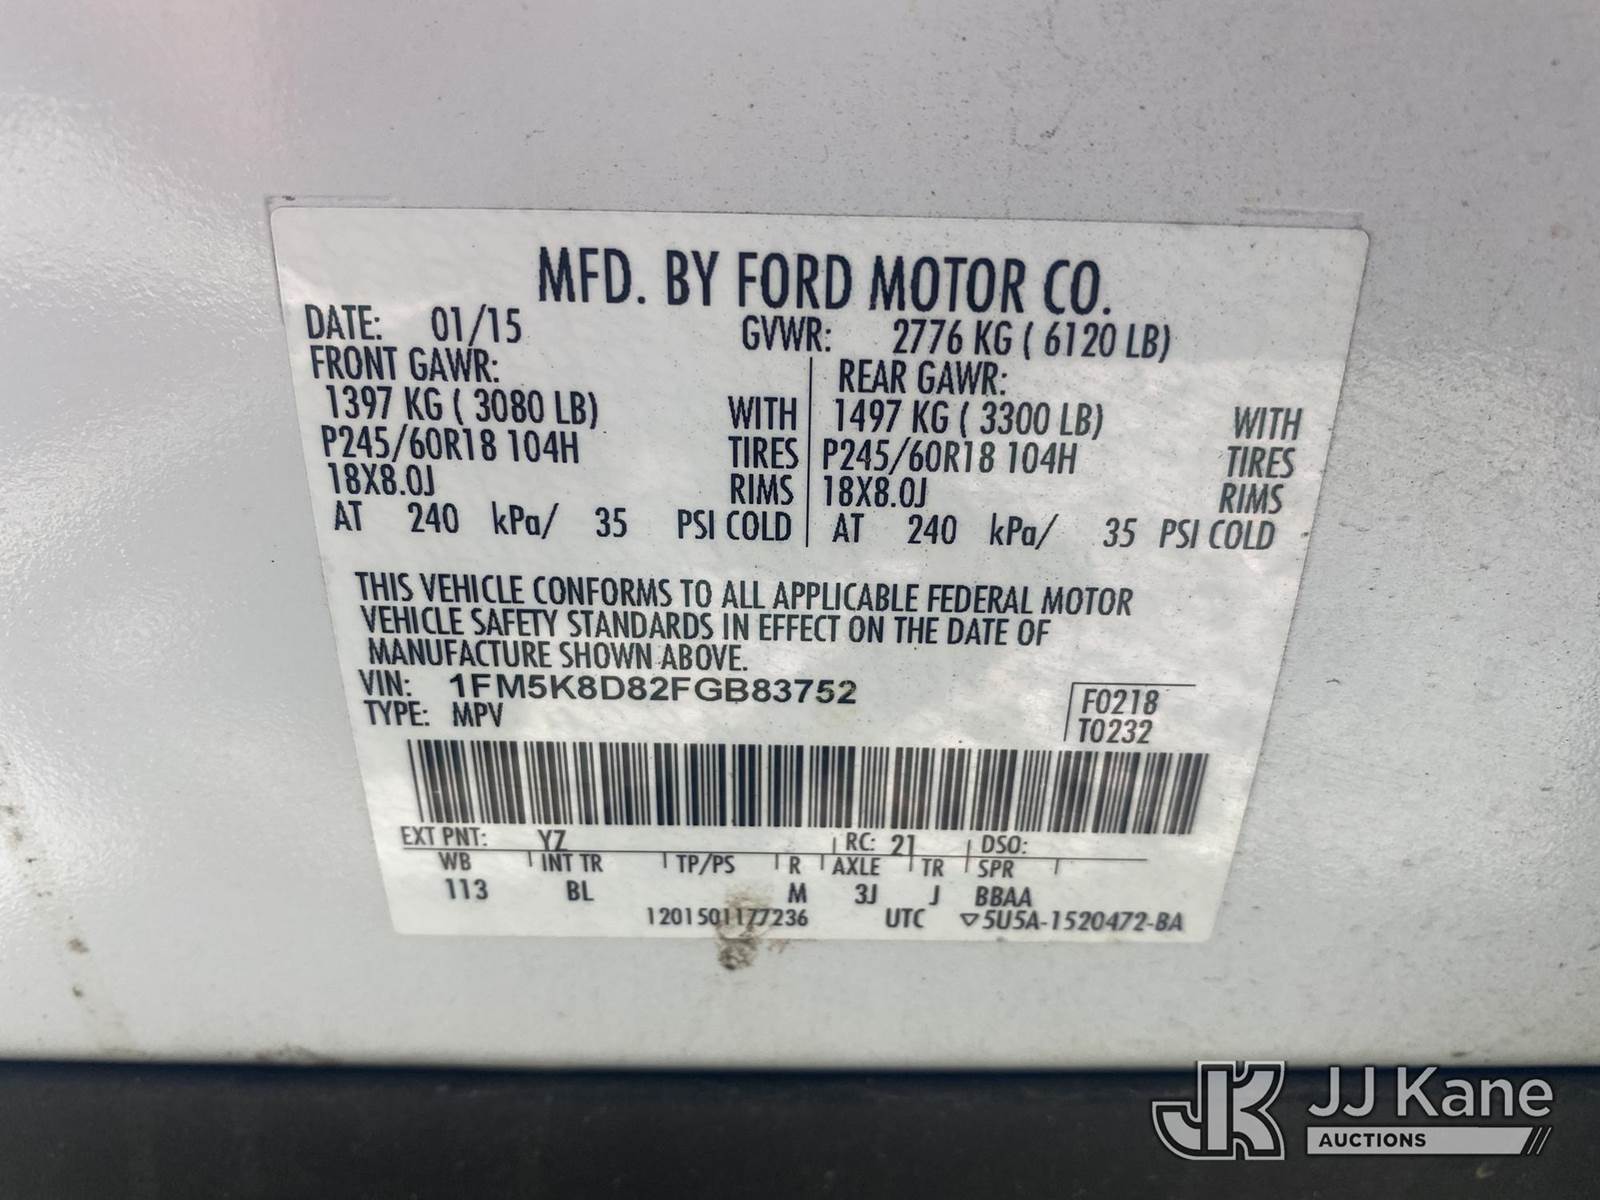 MFD. BY FORD MOTOR CO.
DATE: 01/15 GVWR: 2776 KG ( 6120 LB)
FRONT GAWR: REAR GAWR:
1397 KG ( 3080 LB) WITH 1497 KG ( 3300 LB) WITH
P245/60R18 104H TIRES P245/60R18 104H TIRES
18X8.0J RIMS 18X8.0J RIMS
AT 240 kPa/ 35 PSI COLD AT 240 kPa/ 35 PSI COLD
THIS VEHICLE CONFORMS TO ALL APPLICABLE FEDERAL MOTOR
VEHICLE SAFETY STANDARDS IN EFFECT ON THE DATE OF
MANUFACTURE SHOWN ABOVE.
VIN: 1FM5K8D82FGB83752 F0218
TYPE: MPV T0232
EXT PNT: YZ RC: 21 DSO:
WB INT TR TP/PS R AXLE TR SPR
113 BL M 3J J BBAA
1201501177236 UTC ▽5U5A-1520472-BA
JK JJ Kane
AUCTIONS